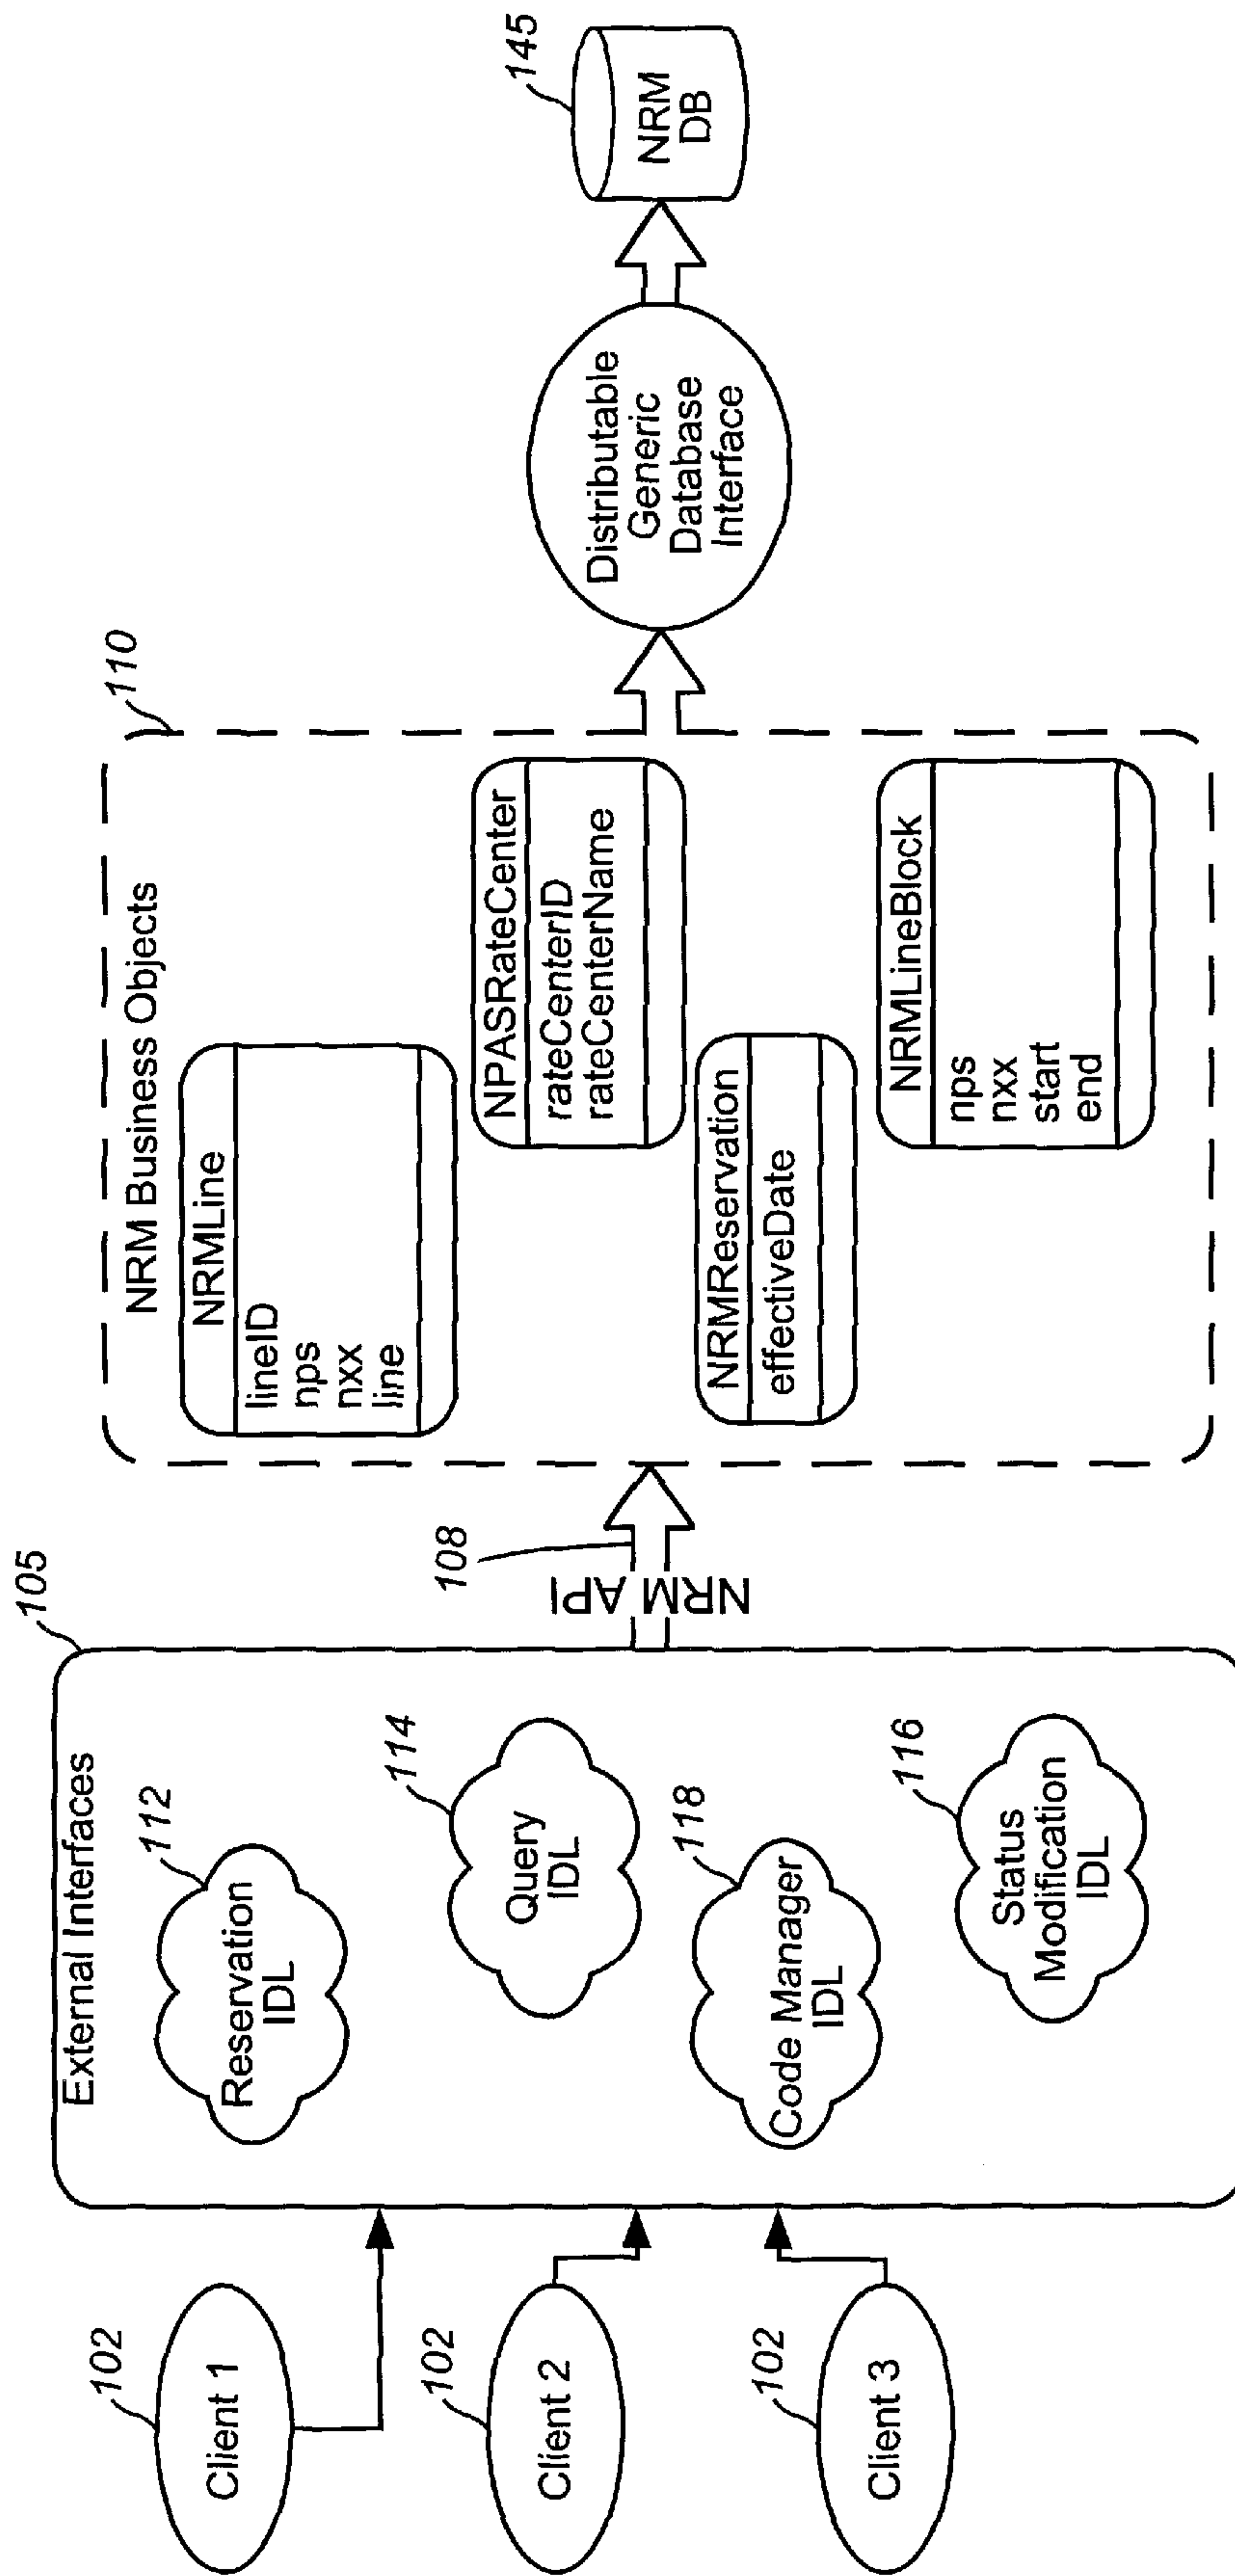 102
Client 1
102
Client 2
102
Client 3
105
External Interfaces
112
Reservation
IDL
114
Query
IDL
118
Code Manager
IDL
116
Status
Modification
IDL
108
NRM API
110
NRM Business Objects
NRMLine
lineID
nps
nxx
line
NPASRateCenter
rateCenterID
rateCenterName
NRMReservation
effectiveDate
NRMLineBlock
nps
nxx
start
end
Distributable
Generic
Database
Interface
145
NRM
DB